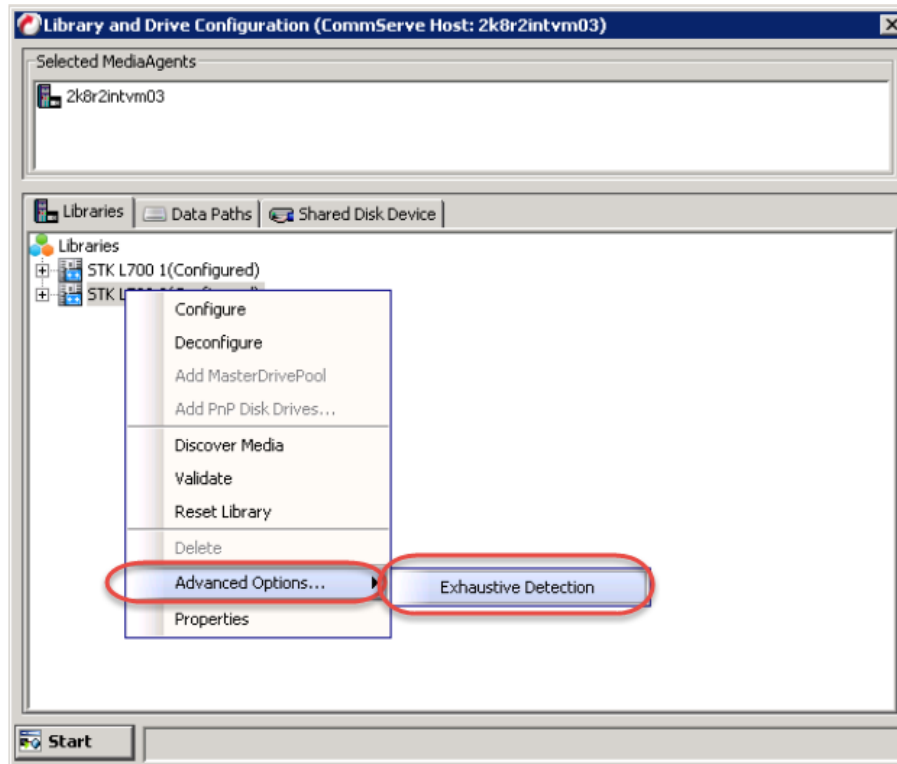 Library and Drive Configuration (CommServe Host: 2k8r2intvm03)
Selected MediaAgents
2k8r2intvm03
Libraries
Data Paths
Shared Disk Device
Libraries
STK L700 1(Configured)
STK L
Configure
Deconfigure
Add MasterDrivePool
Add PnP Disk Drives...
Discover Media
Validate
Reset Library
Delete
Advanced Options...
Exhaustive Detection
Properties
Start